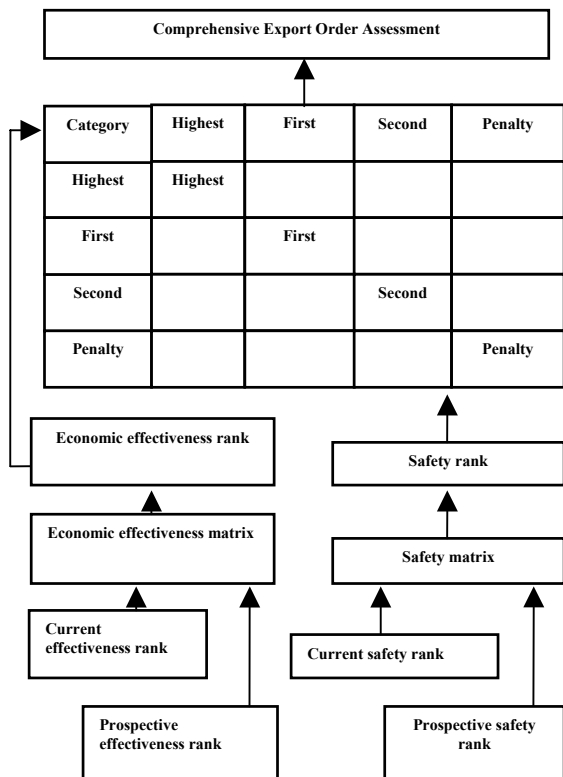 Comprehensive Export Order Assessment
Category Highest First Second Penalty
Highest Highest
First First
Second Second
Penalty Penalty
Economic effectiveness rank
Safety rank
Economic effectiveness matrix
Safety matrix
Current
effectiveness rank
Current safety rank
Prospective
effectiveness rank
Prospective safety
rank